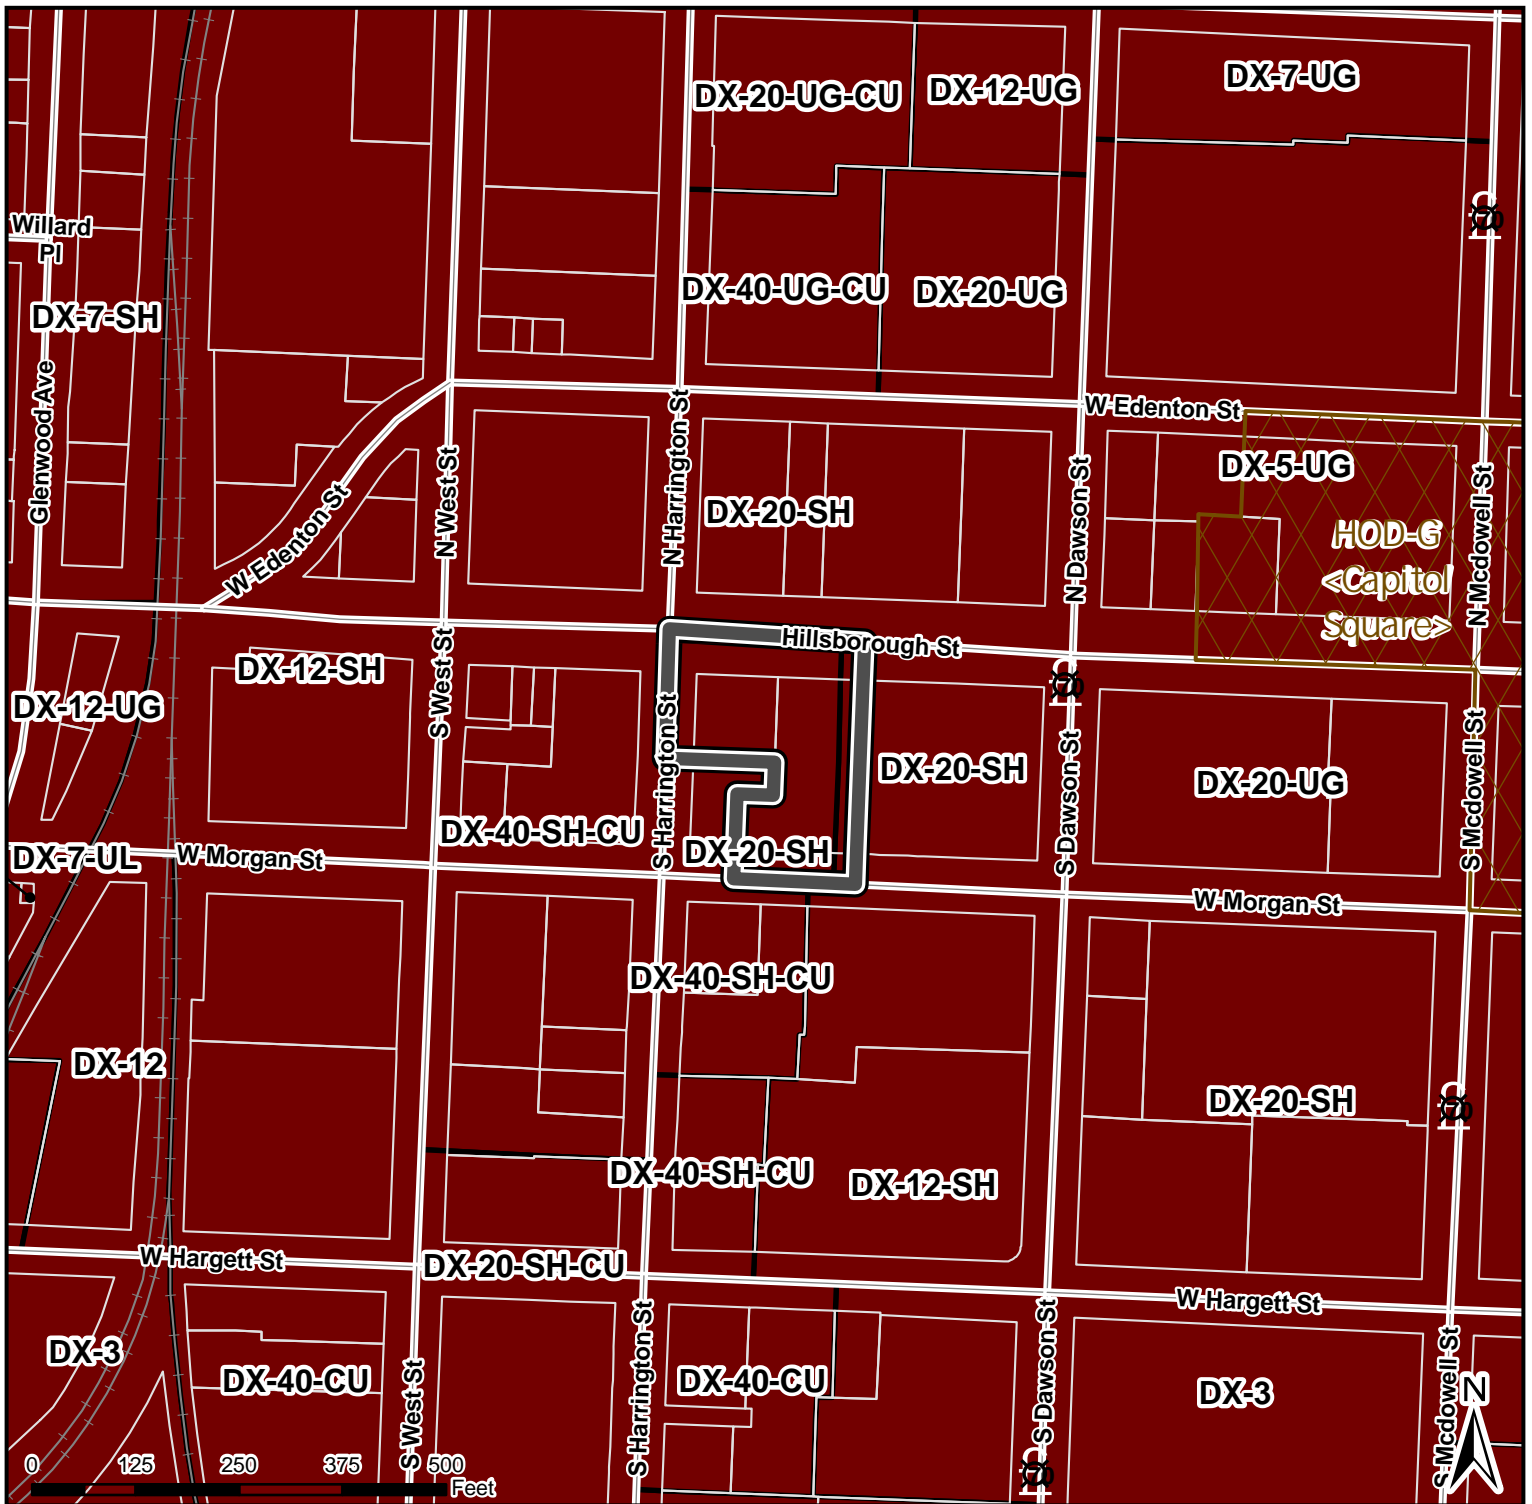 DX-20-UG-CU
DX-12-UG
DX-7-UG
Willard
Pl
DX-7-SH
DX-40-UG-CU
DX-20-UG
Glenwood Ave
W Edenton St
N West St
N Harrington St
W Edenton St
DX-5-UG
DX-20-SH
N Dawson St
HOD-G
<Capitol
Square>
N Mcdowell St
Hillsborough St
DX-12-SH
S West St
DX-12-UG
S Harrington St
DX-20-SH
S Dawson St
DX-20-UG
S Mcdowell St
DX-40-SH-CU
DX-20-SH
DX-7-UL
W Morgan St
W Morgan St
DX-40-SH-CU
DX-12
DX-20-SH
DX-40-SH-CU
DX-12-SH
W Hargett St
DX-20-SH-CU
W Hargett St
DX-3
DX-40-CU
S West St
S Harrington St
DX-40-CU
S Dawson St
DX-3
S Mcdowell St
N
0 125 250 375 500
Feet